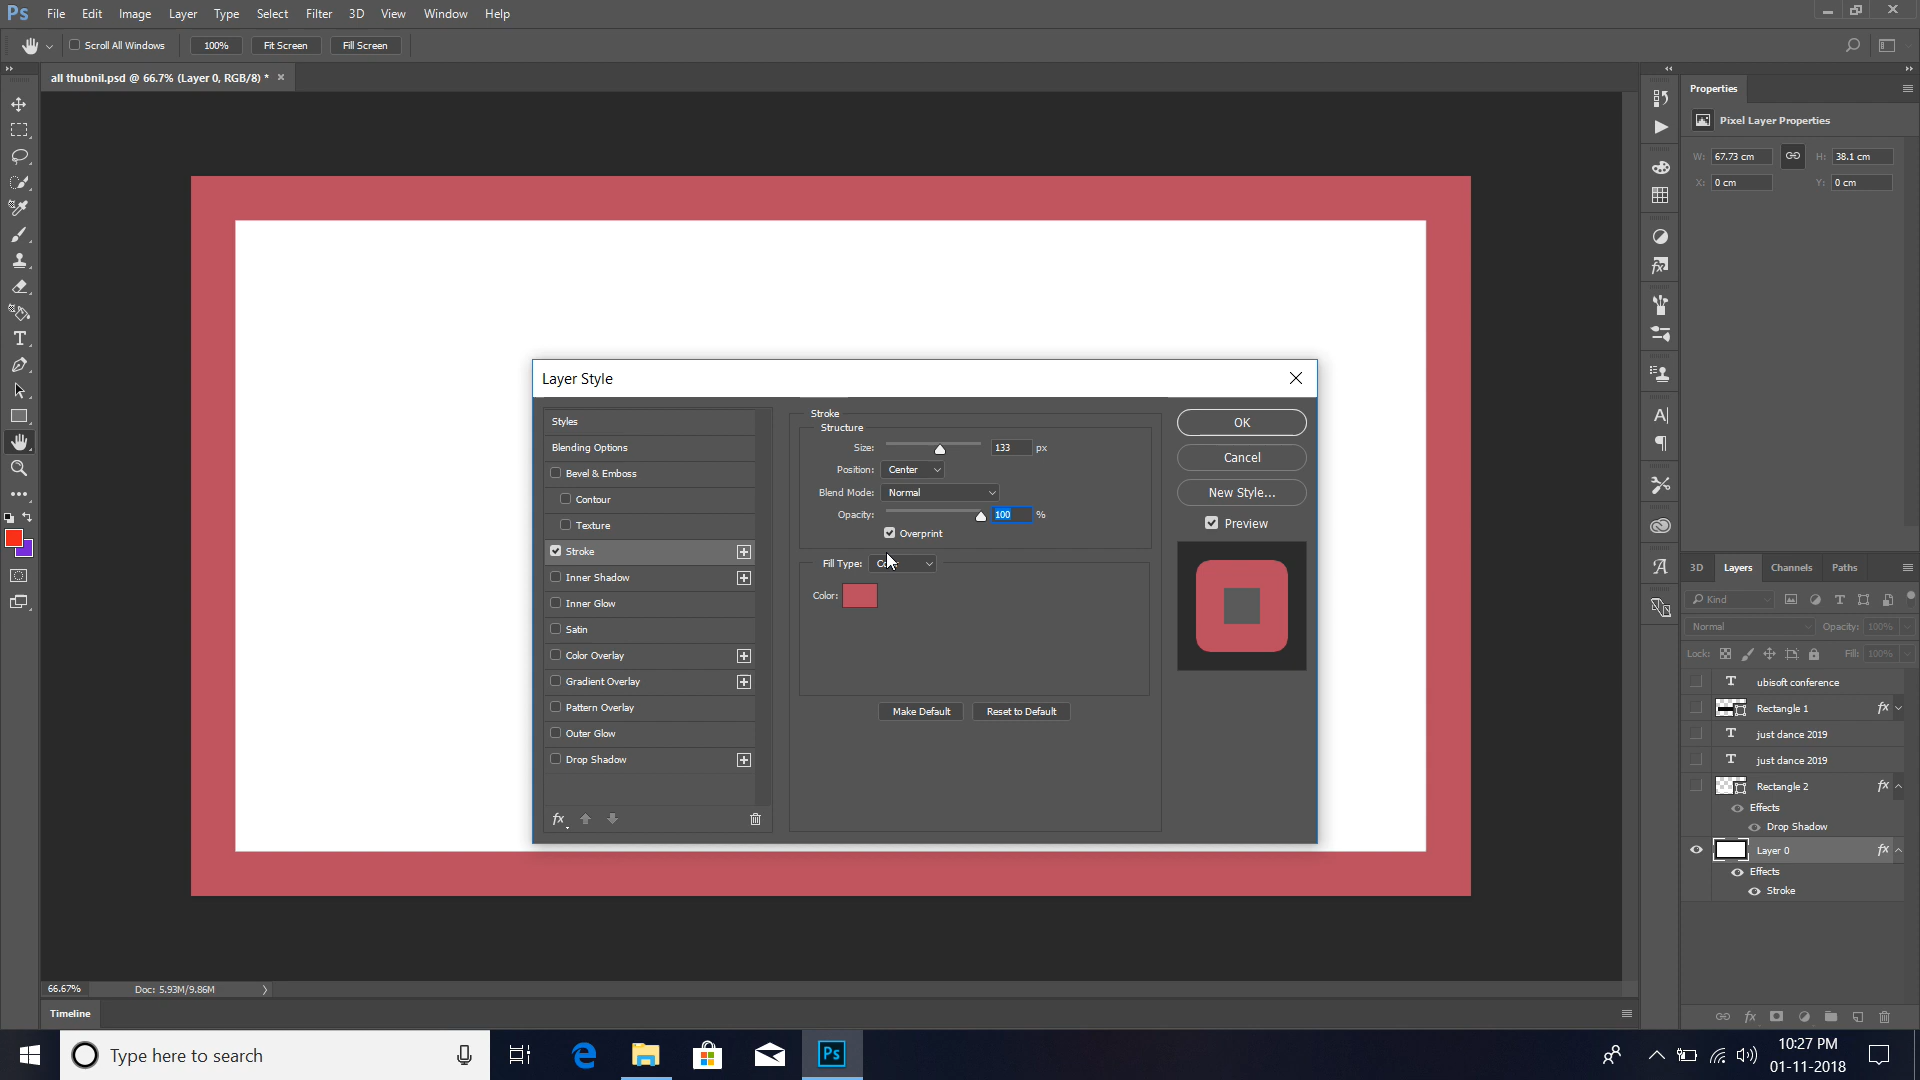 Ps File Edit Image Layer Type Select Filter 3D View Window Help
Scroll All Windows 100% Fit Screen Fill Screen
all thubnil.psd @ 66.7% (Layer 0, RGB/8) * ×
Properties
Pixel Layer Properties
W: 67.73 cm H: 38.1 cm
X: 0 cm Y: 0 cm
Layer Style
Styles
Blending Options
Bevel & Emboss
Contour
Texture
Stroke
Inner Shadow
Inner Glow
Satin
Color Overlay
Gradient Overlay
Pattern Overlay
Outer Glow
Drop Shadow
fx
Stroke
Structure
Size: 133 px
Position: Center
Blend Mode: Normal
Opacity: 100 %
Overprint
Fill Type:
Color:
Make Default Reset to Default
OK
Cancel
New Style...
Preview
3D Layers Channels Paths
Kind
Normal Opacity: 100%
Lock: Fill: 100%
T ubisoft conference
Rectangle 1 fx
T just dance 2019
T just dance 2019
Rectangle 2 fx
Effects
Drop Shadow
Layer 0 fx
Effects
Stroke
fx
66.67% Doc: 5.93M/9.86M
Timeline
Type here to search
Ps
10:27 PM
01-11-2018